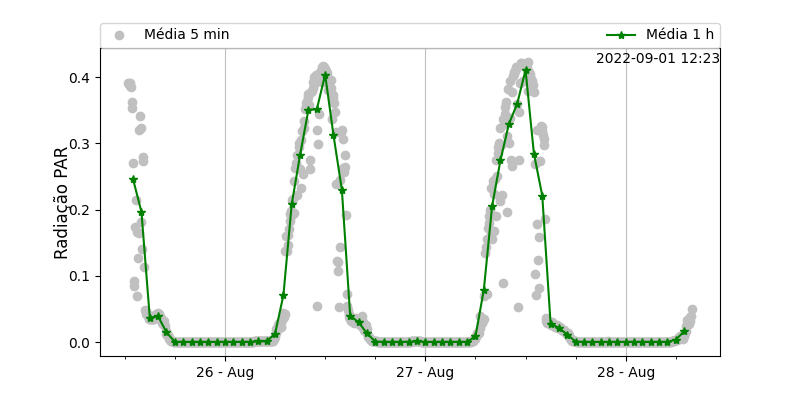 Média 5 min
Média 1 h
2022-09-01 12:23
Radiação PAR
0.4
0.3
0.2
0.1
0.0
26 - Aug
27 - Aug
28 - Aug